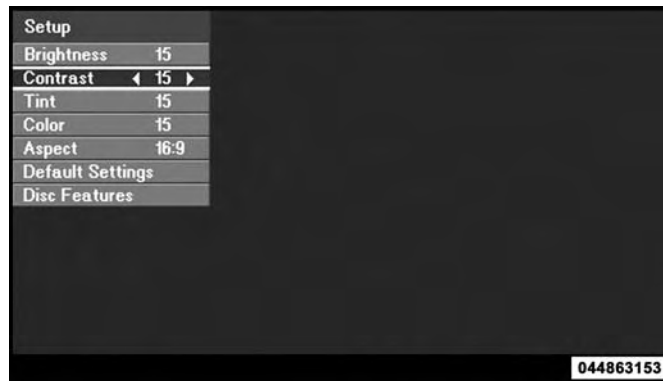 Setup
Brightness 15
Contrast 15
Tint 15
Color 15
Aspect 16:9
Default Settings
Disc Features
044863153